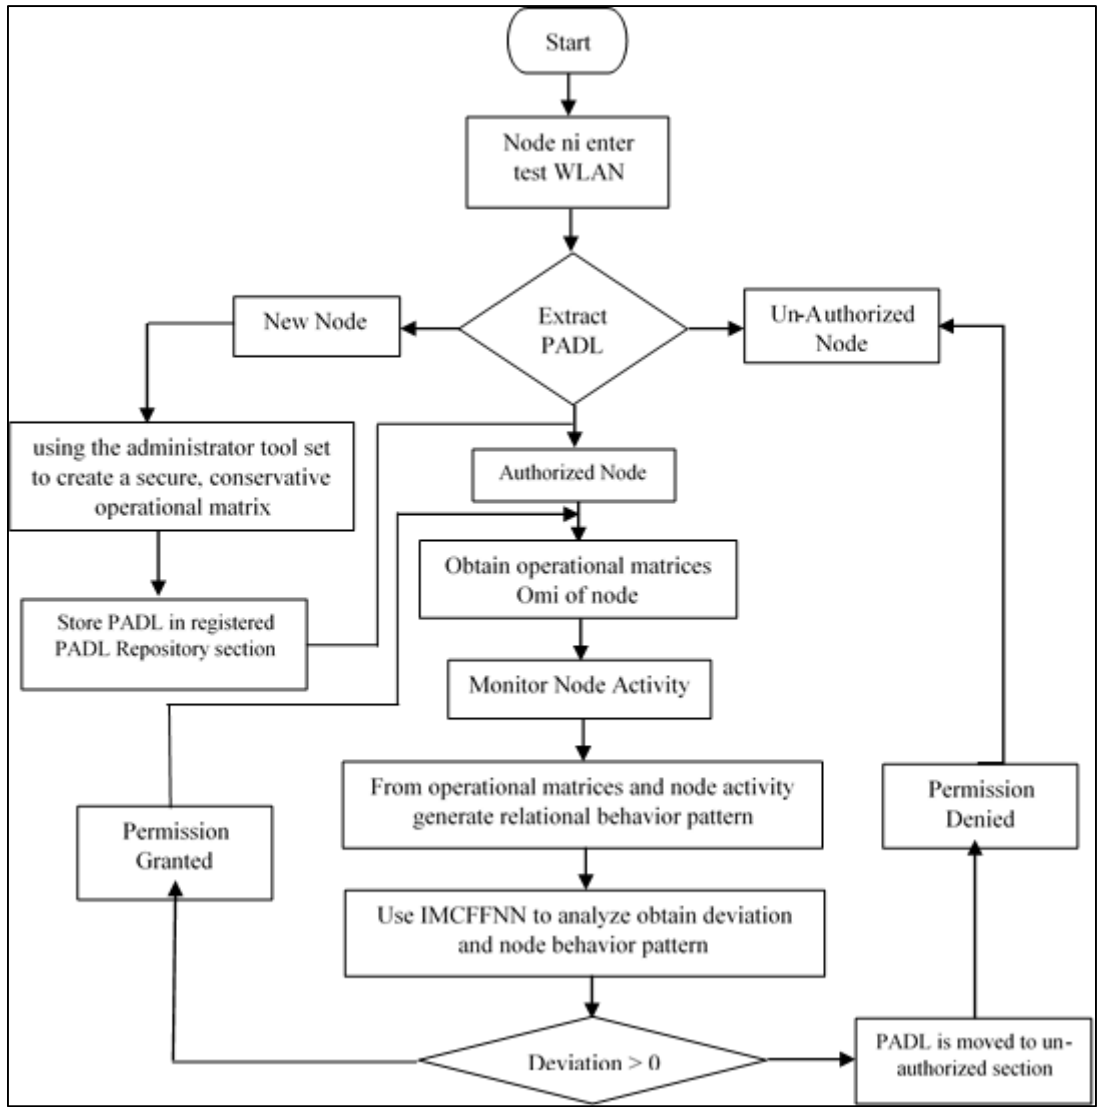 Start
Node ni enter
test WLAN
Extract
PADL
New Node
Un-Authorized
Node
using the administrator tool set
to create a secure, conservative
operational matrix
Authorized Node
Obtain operational matrices
Omi of node
Store PADL in registered
PADL Repository section
Monitor Node Activity
From operational matrices and node activity
generate relational behavior pattern
Permission
Denied
Permission
Granted
Use IMCFFNN to analyze obtain deviation
and node behavior pattern
Deviation > 0
PADL is moved to un-
authorized section